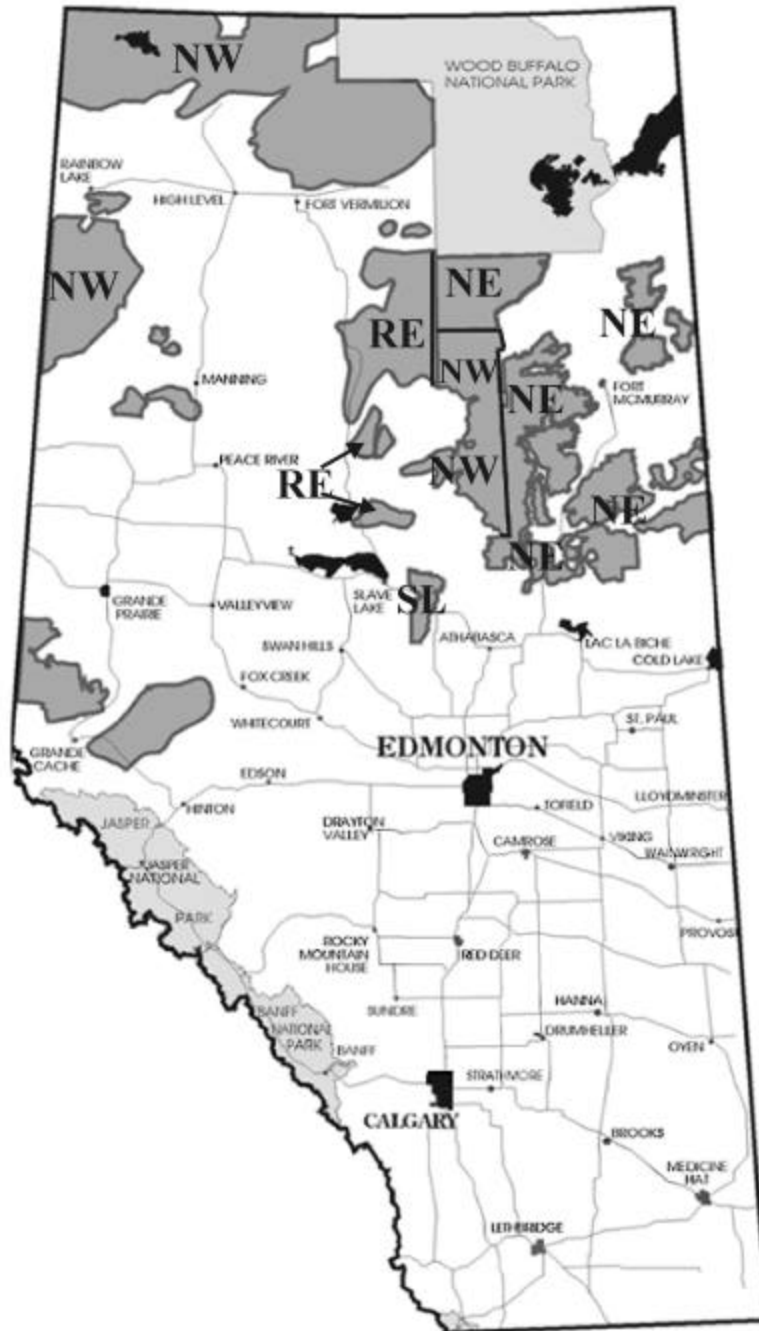 NW
WOOD BUFFALO
NATIONAL PARK
RAINBOW
LAKE
HIGH LEVEL
FORT VERMILION
NW
NE
RE
NE
NW
MANNING
NE
FORT
MCMURRAY
PEACE RIVER
NW
RE
NE
NE
SLAVE
LAKE
SL
GRANDE
PRAIRIE
VALLEYVIEW
ATHABASCA
LAC LA BICHE
SWAN HILLS
COLD LAKE
FOX CREEK
WHITECOURT
ST. PAUL
EDMONTON
GRANDE
CACHE
EDSON
HINTON
TOFIELD
LLOYDMINSTER
JASPER
DRAYTON
VALLEY
CAMROSE
VIKING
WAINWRIGHT
JASPER
NATIONAL
PARK
PROVOST
ROCKY
MOUNTAIN
HOUSE
RED DEER
SUNDRE
HANNA
BANFF
NATIONAL
PARK
DRUMHELLER
OYEN
BANFF
STRATHMORE
CALGARY
BROOKS
MEDICINE
HAT
LETHBRIDGE